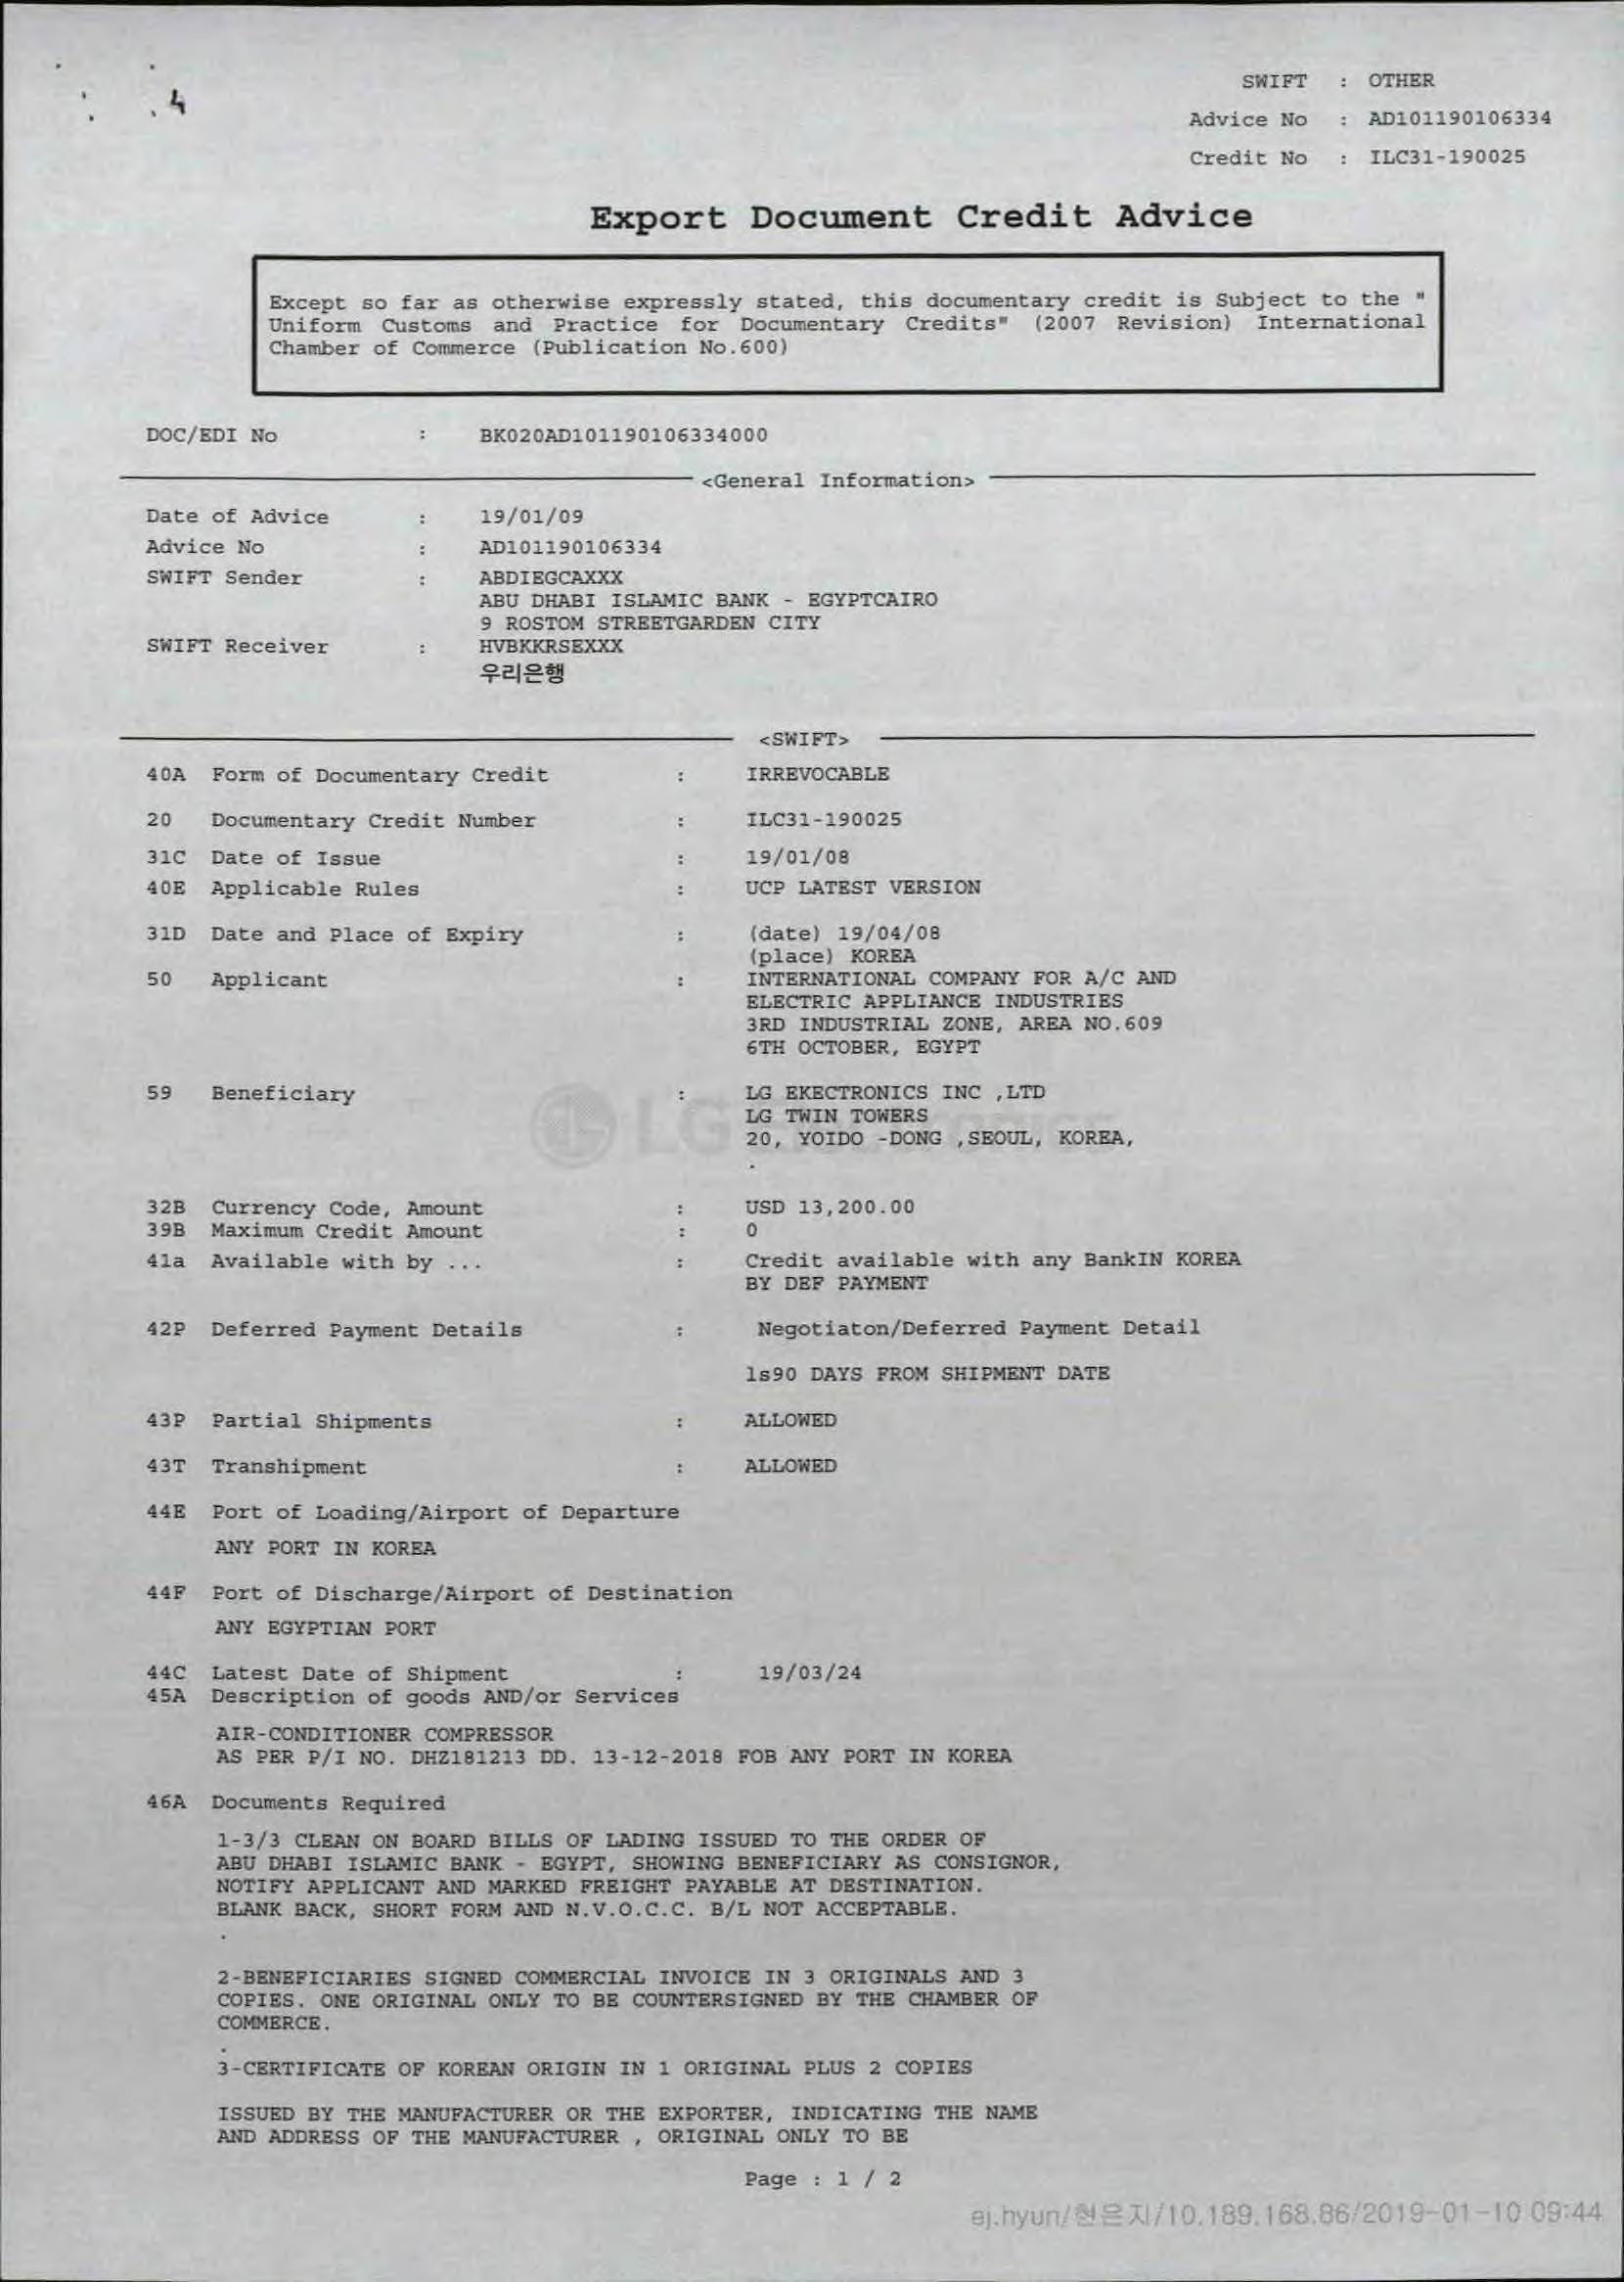 4
SWIFT : OTHER
Advice No : AD101190106334
Credit No : ILC31-190025
Export Document Credit Advice
Except so far as otherwise expressly stated, this documentary credit is Subject to the "
Uniform Customs and Practice for Documentary Credits" (2007 Revision) International
Chamber of Commerce (Publication No.600)
DOC/EDI No : BK020AD101190106334000
<General Information>
Date of Advice : 19/01/09
Advice No : AD101190106334
SWIFT Sender : ABDIEGCAXXX
ABU DHABI ISLAMIC BANK - EGYPTCAIRO
9 ROSTOM STREETGARDEN CITY
SWIFT Receiver : HVBKKRSEXXX
우리은행
<SWIFT>
40A Form of Documentary Credit : IRREVOCABLE
20 Documentary Credit Number : ILC31-190025
31C Date of Issue : 19/01/08
40E Applicable Rules : UCP LATEST VERSION
31D Date and Place of Expiry : (date) 19/04/08
(place) KOREA
50 Applicant : INTERNATIONAL COMPANY FOR A/C AND
ELECTRIC APPLIANCE INDUSTRIES
3RD INDUSTRIAL ZONE, AREA NO.609
6TH OCTOBER, EGYPT
59 Beneficiary : LG EKECTRONICS INC ,LTD
LG TWIN TOWERS
LG
20, YOIDO -DONG ,SEOUL, KOREA,
.
32B Currency Code, Amount : USD 13,200.00
39B Maximum Credit Amount : 0
41a Available with by ... : Credit available with any BankIN KOREA
BY DEF PAYMENT
42P Deferred Payment Details : Negotiaton/Deferred Payment Detail
1s90 DAYS FROM SHIPMENT DATE
43P Partial Shipments : ALLOWED
43T Transhipment : ALLOWED
44E Port of Loading/Airport of Departure
ANY PORT IN KOREA
44F Port of Discharge/Airport of Destination
ANY EGYPTIAN PORT
44C Latest Date of Shipment : 19/03/24
45A Description of goods AND/or Services
AIR-CONDITIONER COMPRESSOR
AS PER P/I NO. DHZ181213 DD. 13-12-2018 FOB ANY PORT IN KOREA
46A Documents Required
1-3/3 CLEAN ON BOARD BILLS OF LADING ISSUED TO THE ORDER OF
ABU DHABI ISLAMIC BANK - EGYPT, SHOWING BENEFICIARY AS CONSIGNOR,
NOTIFY APPLICANT AND MARKED FREIGHT PAYABLE AT DESTINATION.
BLANK BACK, SHORT FORM AND N.V.O.C.C. B/L NOT ACCEPTABLE.
.
2-BENEFICIARIES SIGNED COMMERCIAL INVOICE IN 3 ORIGINALS AND 3
COPIES. ONE ORIGINAL ONLY TO BE COUNTERSIGNED BY THE CHAMBER OF
COMMERCE.
.
3-CERTIFICATE OF KOREAN ORIGIN IN 1 ORIGINAL PLUS 2 COPIES
ISSUED BY THE MANUFACTURER OR THE EXPORTER, INDICATING THE NAME
AND ADDRESS OF THE MANUFACTURER , ORIGINAL ONLY TO BE
Page : 1 / 2
ej.hyun/현은지/10.189.168.86/2019-01-10 09:44